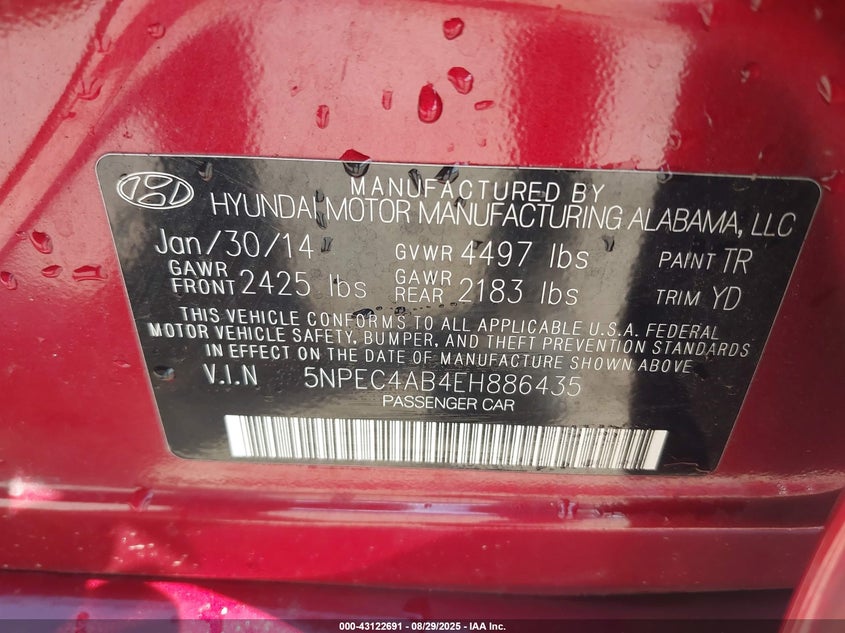 MANUFACTURED BY
HYUNDAI MOTOR MANUFACTURING ALABAMA, LLC
Jan/30/14 GVWR 4497 lbs PAINT TR
GAWR FRONT 2425 lbs GAWR REAR 2183 lbs TRIM YD
THIS VEHICLE CONFORMS TO ALL APPLICABLE U.S.A. FEDERAL
MOTOR VEHICLE SAFETY, BUMPER, AND THEFT PREVENTION STANDARDS
IN EFFECT ON THE DATE OF MANUFACTURE SHOWN ABOVE
V.I.N 5NPEC4AB4EH886435
PASSENGER CAR
000-43122691 - 08/29/2025 - IAA Inc.